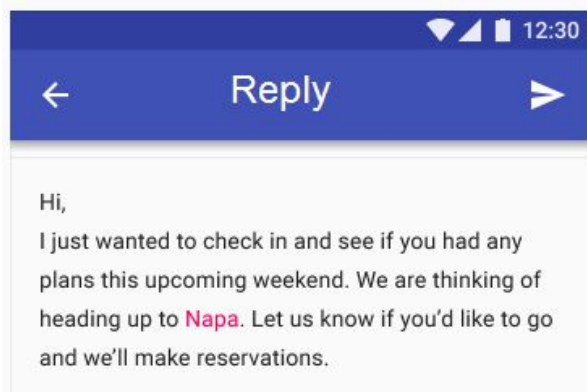 12:30
Reply
Hi,
I just wanted to check in and see if you had any
plans this upcoming weekend. We are thinking of
heading up to Napa. Let us know if you’d like to go
and we’ll make reservations.